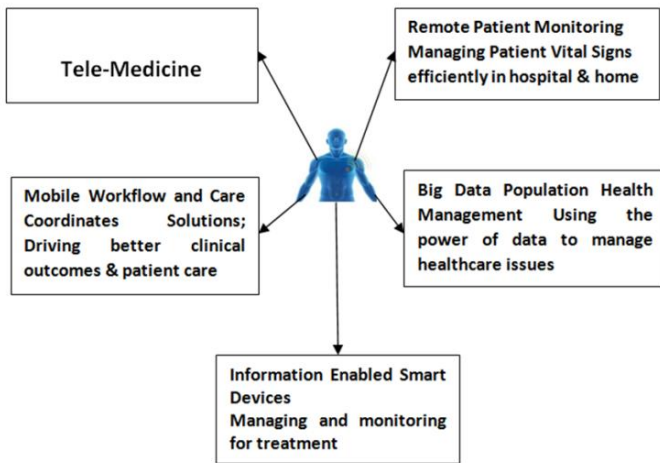 Tele-Medicine
Remote Patient Monitoring
Managing Patient Vital Signs
efficiently in hospital & home
Mobile Workflow and Care
Coordinates Solutions;
Driving better clinical
outcomes & patient care
Big Data Population Health
Management Using the
power of data to manage
healthcare issues
Information Enabled Smart
Devices
Managing and monitoring
for treatment